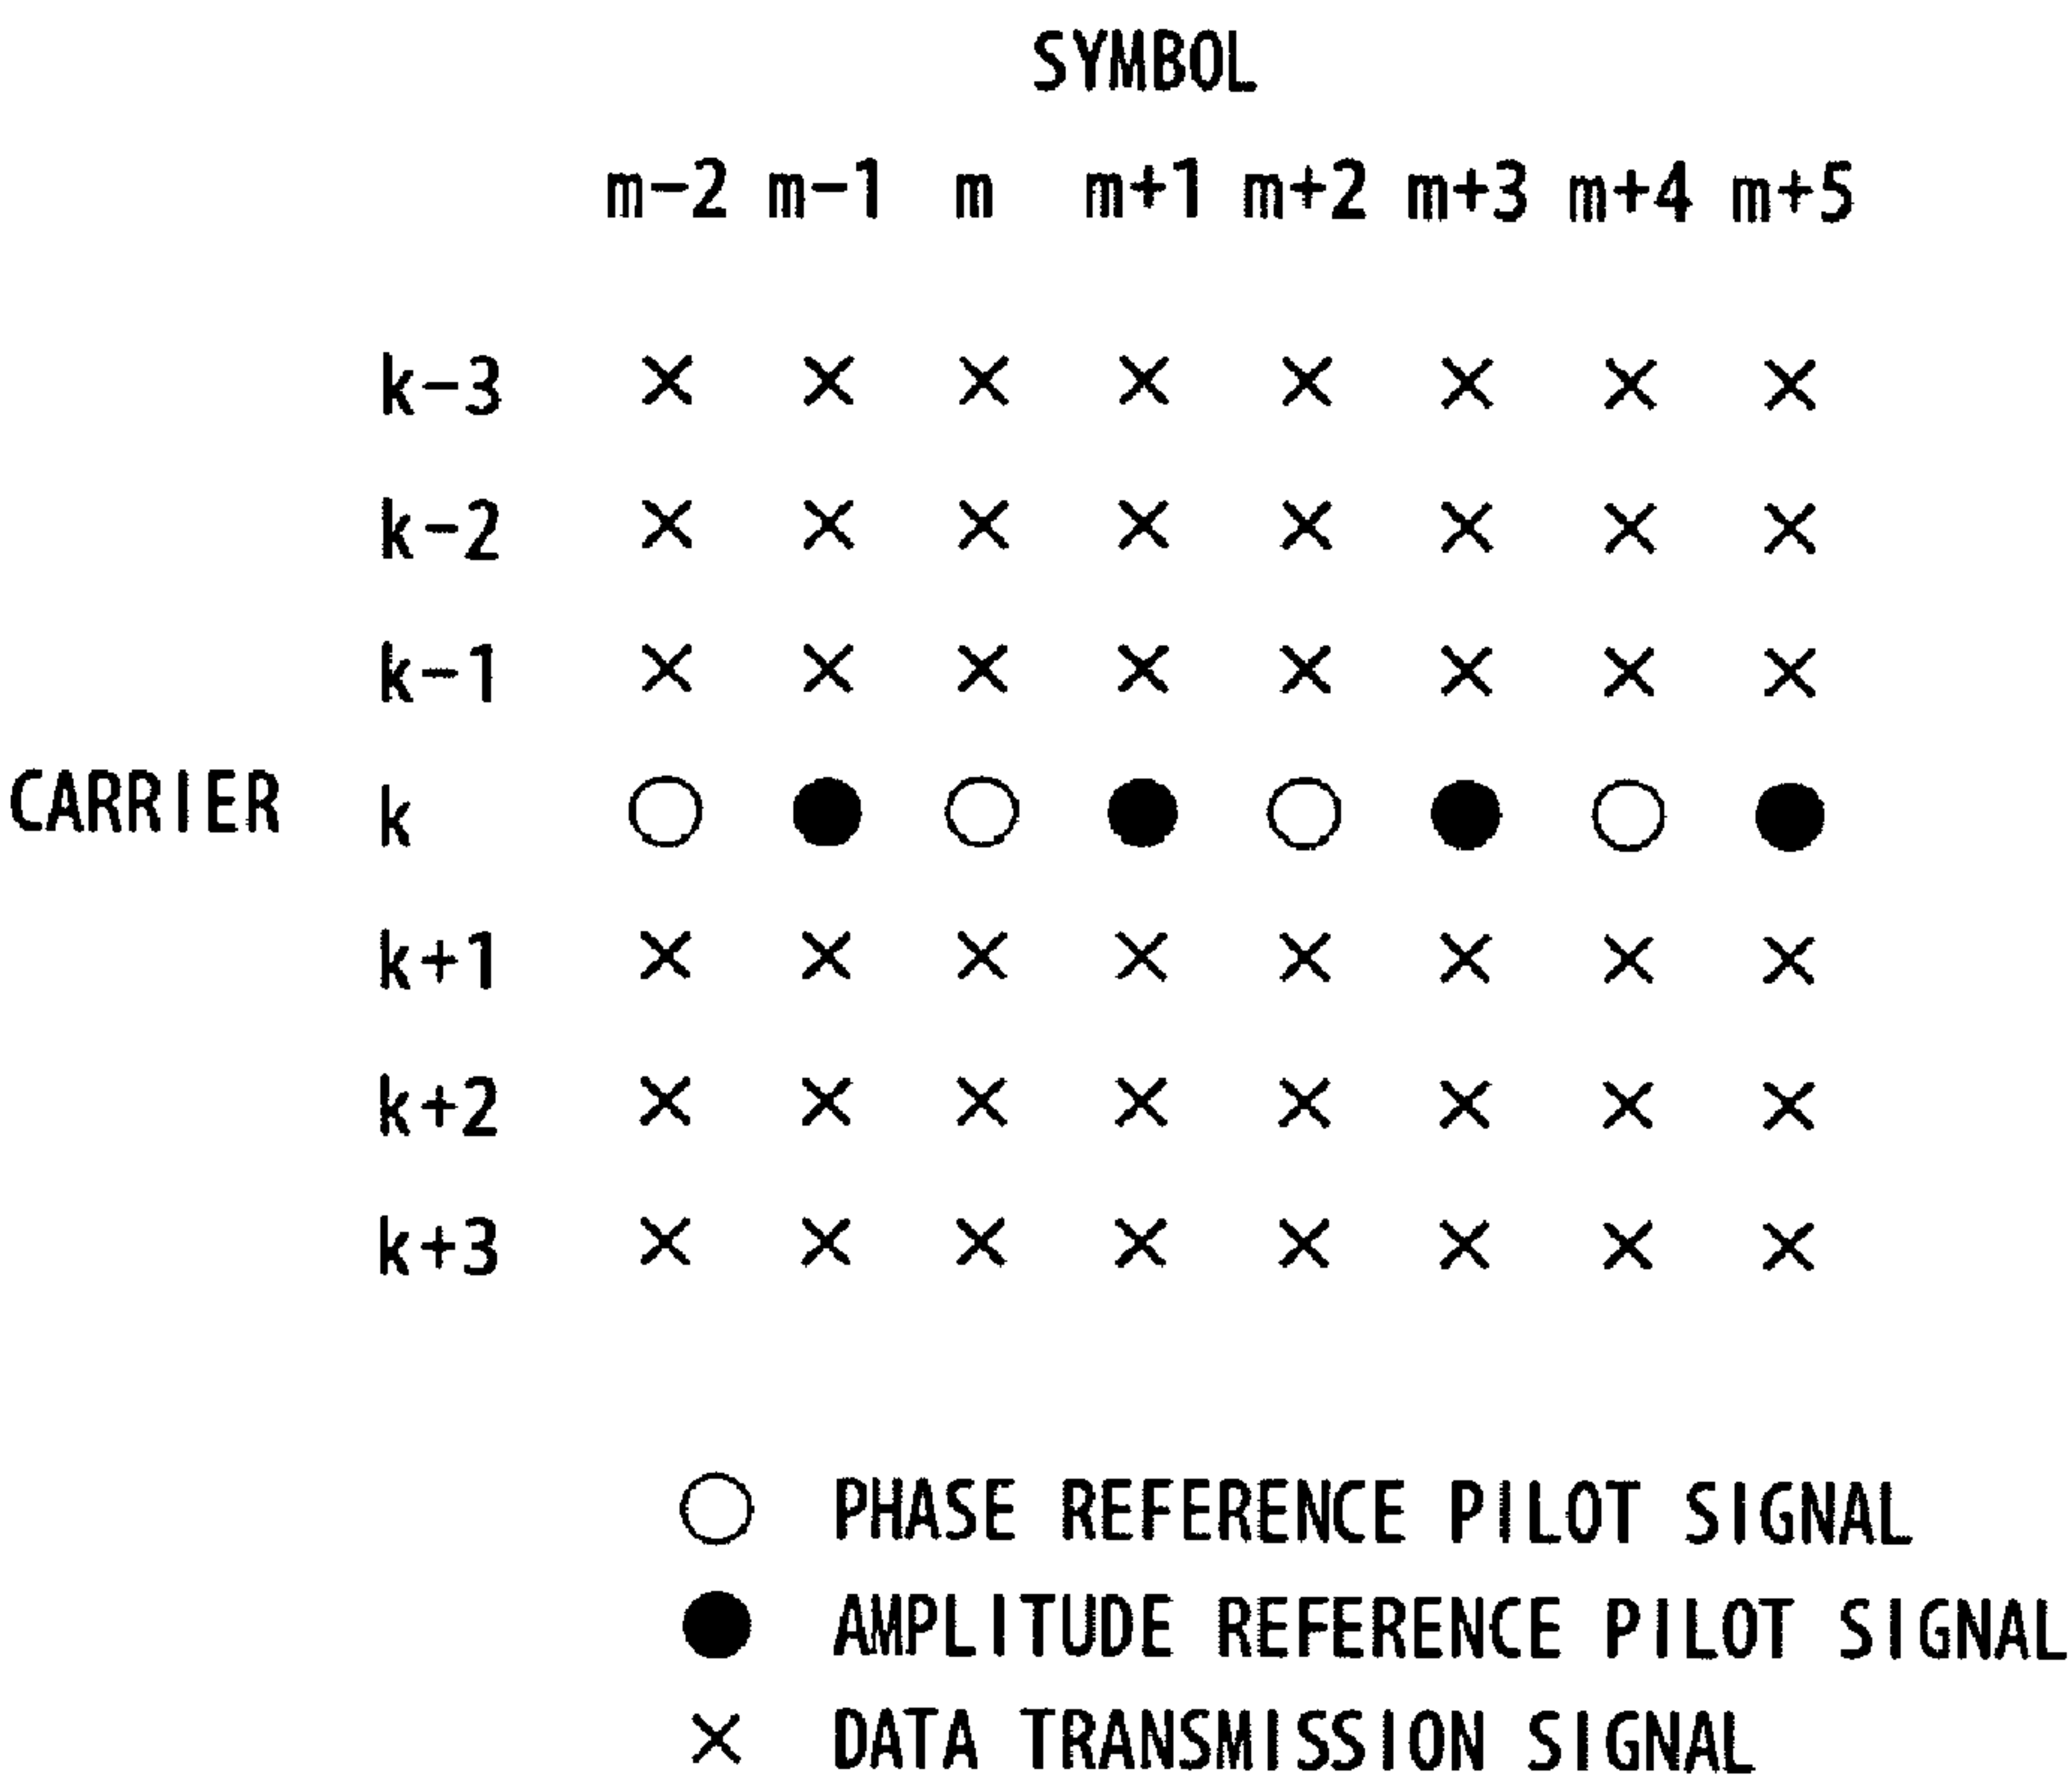 SYMBOL
m-2 m-1 m m+1 m+2 m+3 m+4 m+5
k-3 × × × × × × × ×
k-2 × × × × × × × ×
k-1 × × × × × × × ×
CARRIER k ○ ● ○ ● ○ ● ○ ●
k+1 × × × × × × × ×
k+2 × × × × × × × ×
k+3 × × × × × × × ×
○ PHASE REFERENCE PILOT SIGNAL
● AMPLITUDE REFERENCE PILOT SIGNAL
× DATA TRANSMISSION SIGNAL